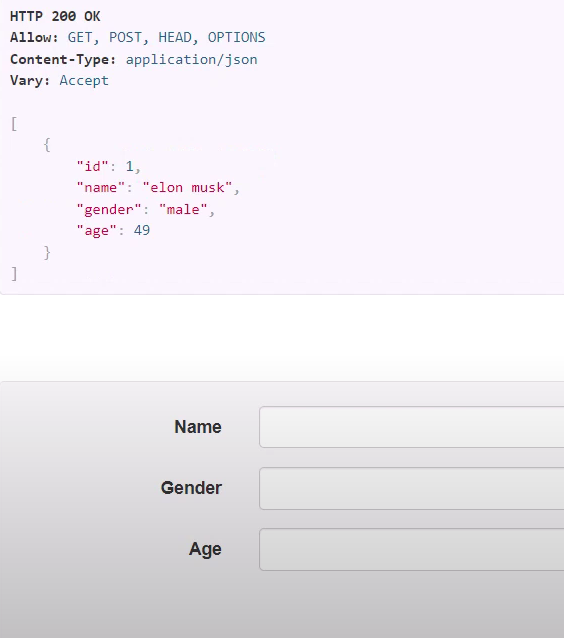 HTTP 200 OK
Allow: GET, POST, HEAD, OPTIONS
Content-Type: application/json
Vary: Accept
[
{
"id": 1,
"name": "elon musk",
"gender": "male",
"age": 49
}
]
Name
Gender
Age